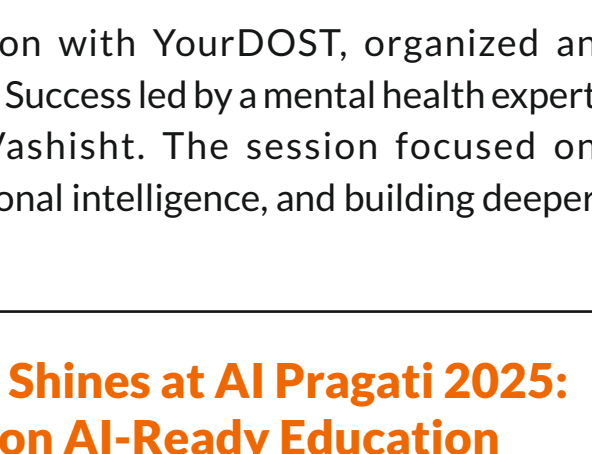 on with YourDOST, organized an
Success led by a mental health expert
Vashisht. The session focused on
onal intelligence, and building deeper
Shines at AI Pragati 2025:
on AI-Ready Education